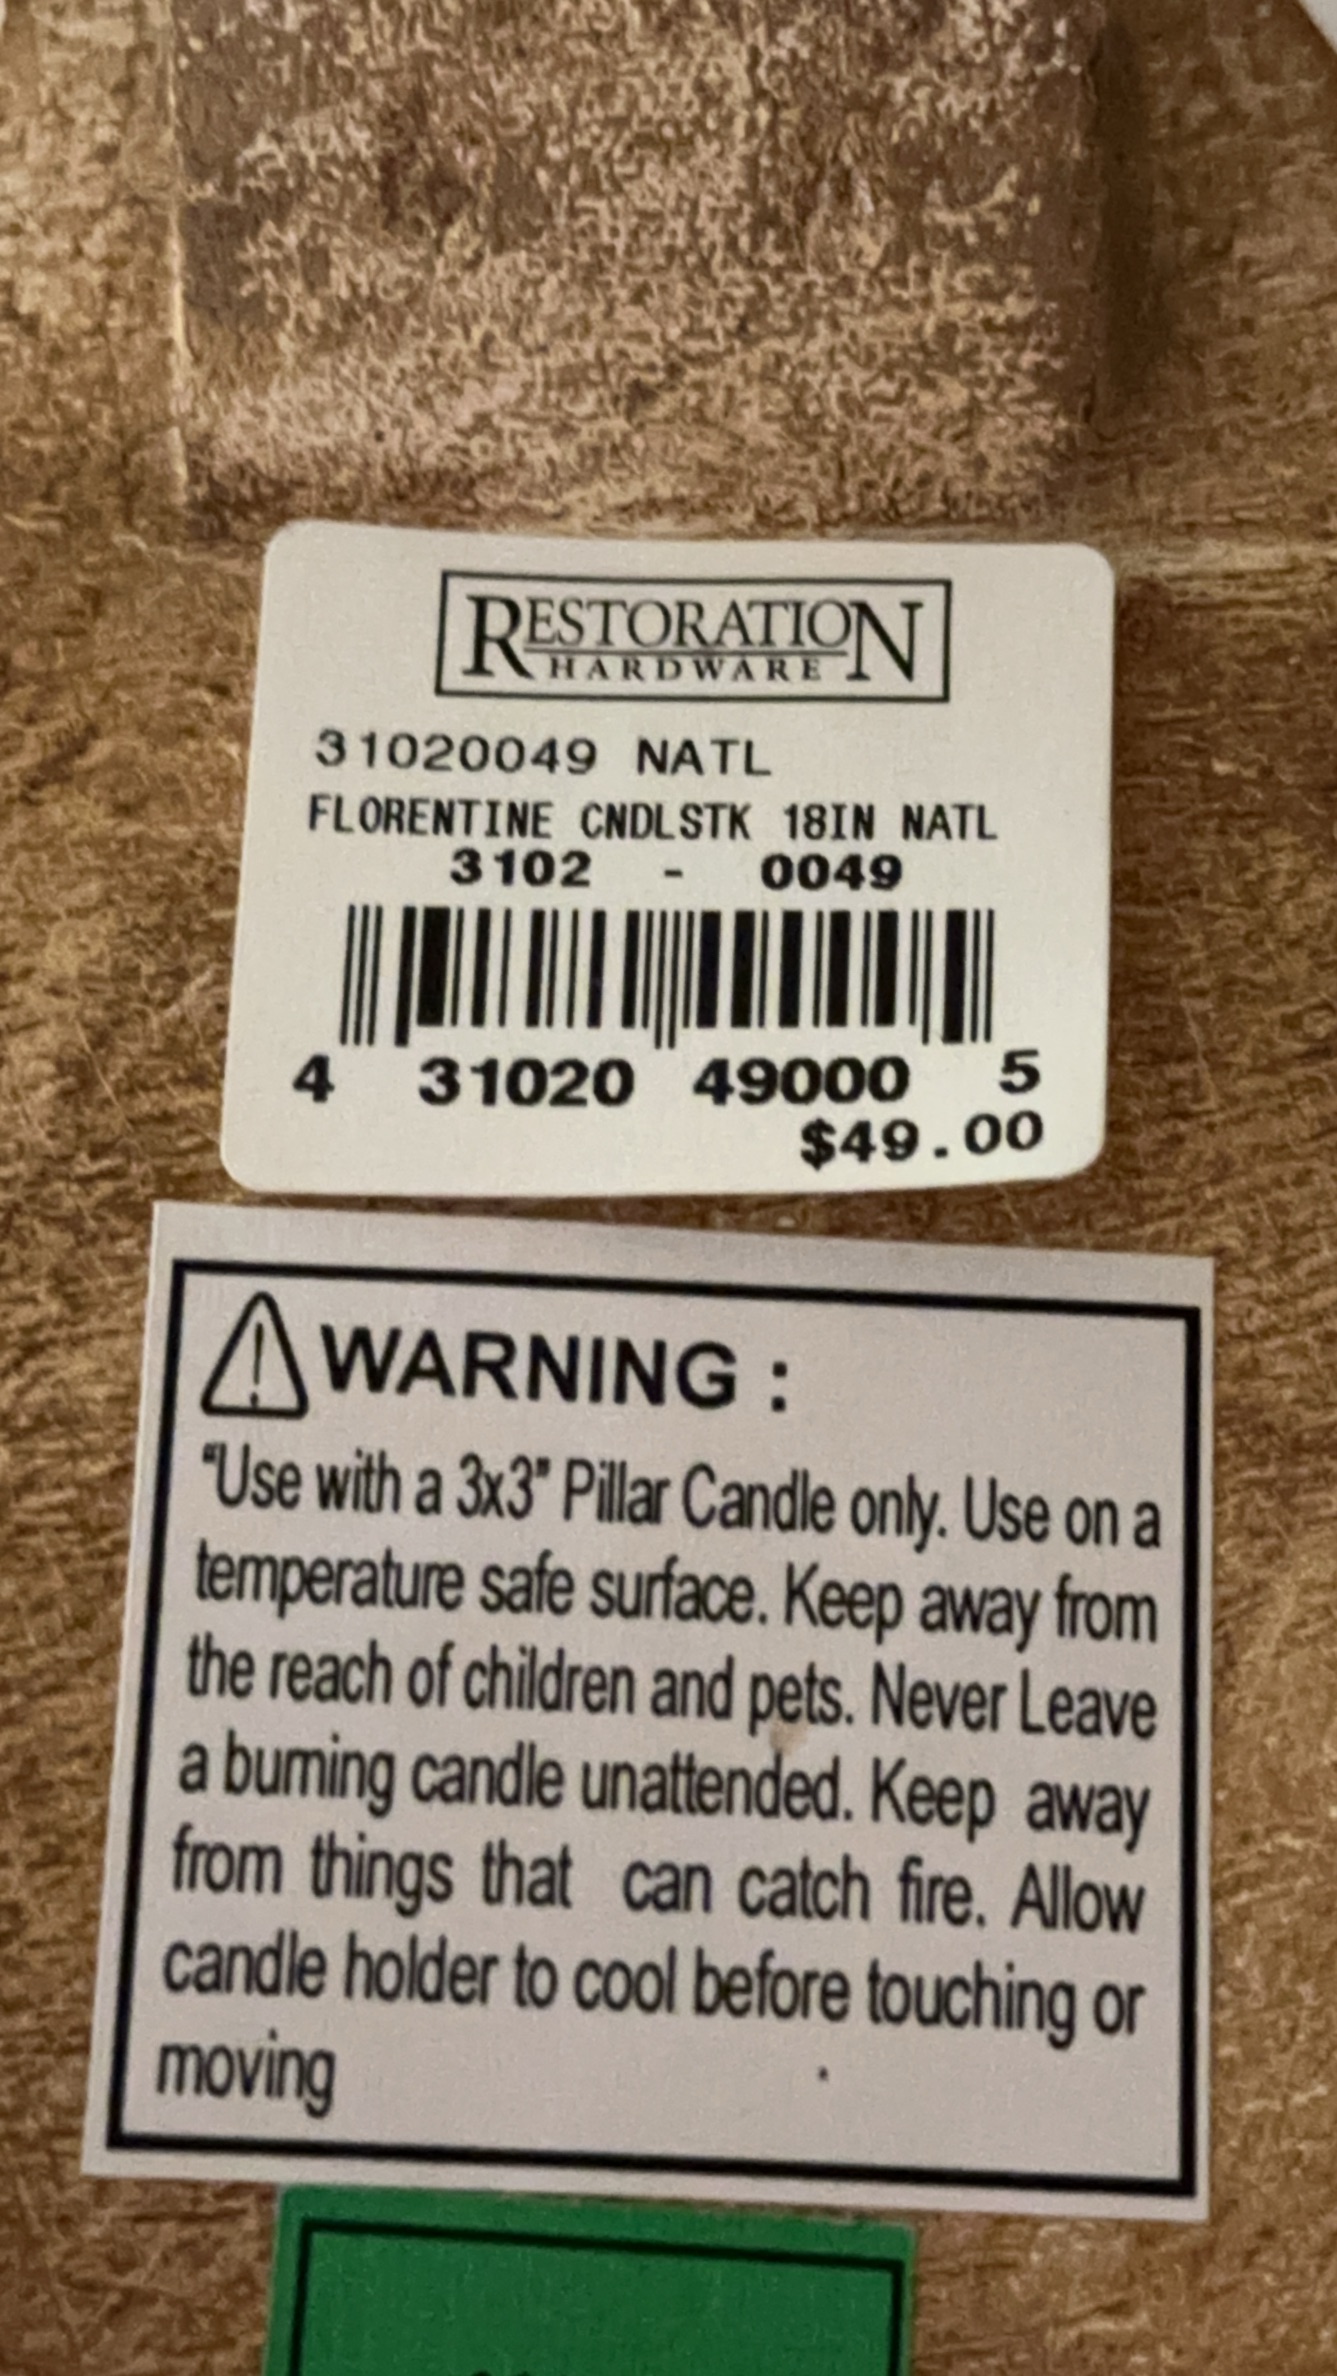 RESTORATION
HARDWARE
31020049 NATL
FLORENTINE CNDLSTK 18IN NATL
3102 - 0049
4 31020 49000 5
$49.00
WARNING :
“Use with a 3x3” Pillar Candle only. Use on a
temperature safe surface. Keep away from
the reach of children and pets. Never Leave
a burning candle unattended. Keep away
from things that can catch fire. Allow
candle holder to cool before touching or
moving .